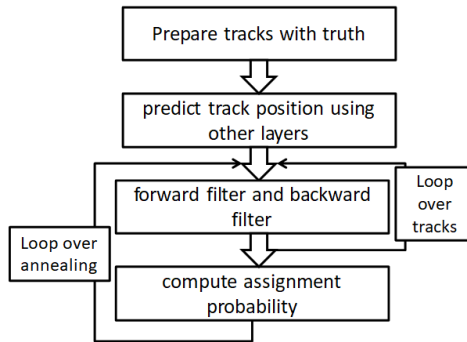 Prepare tracks with truth
predict track position using
other layers
forward filter and backward
filter
Loop
over
tracks
Loop over
annealing
compute assignment
probability